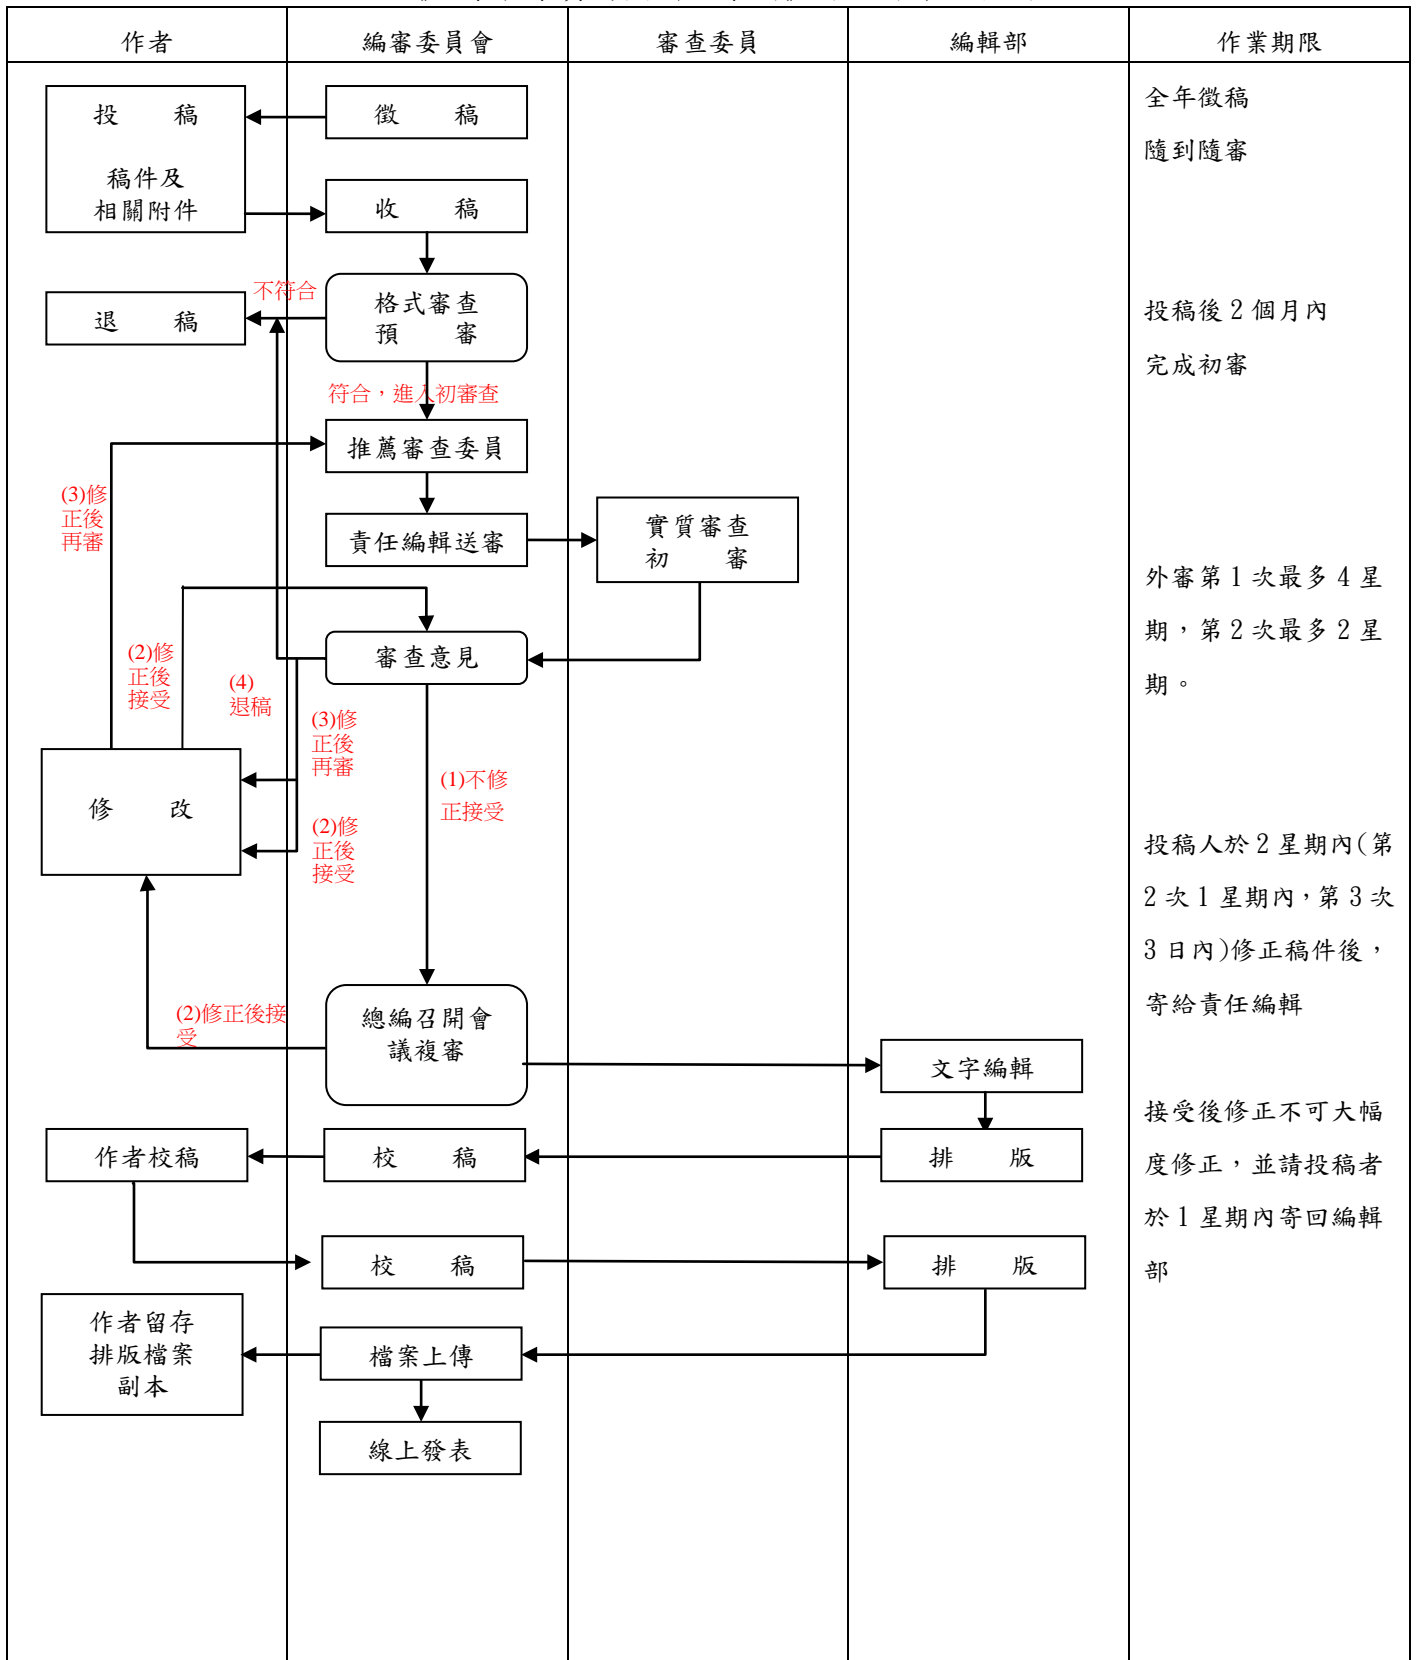 作者
編審委員會
審查委員
編輯部
作業期限
投 稿
稿件及
相關附件
徵 稿
全年徵稿
隨到隨審
收 稿
不符合
退 稿
格式審查
預 審
投稿後 2 個月內
完成初審
符合，進入初審查
推薦審查委員
(3)修
正後
再審
責任編輯送審
實質審查
初 審
外審第 1 次最多 4 星
期，第 2 次最多 2 星
期。
審查意見
(2)修
正後
接受
(4)
退稿
(3)修
正後
再審
(1)不修
正接受
修 改
(2)修
正後
接受
投稿人於 2 星期內(第
2 次 1 星期內，第 3 次
3 日內)修正稿件後，
寄給責任編輯
(2)修正後接
受
總編召開會
議複審
文字編輯
接受後修正不可大幅
度修正，並請投稿者
於 1 星期內寄回編輯
部
作者校稿
校 稿
排 版
校 稿
排 版
作者留存
排版檔案
副本
檔案上傳
線上發表